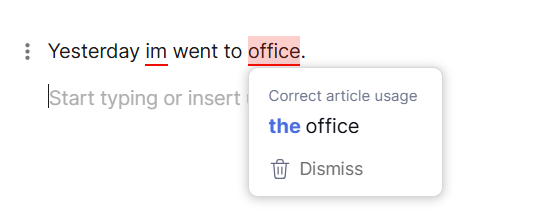 Yesterday im went to office.
Start typing or insert
Correct article usage
the office
Dismiss